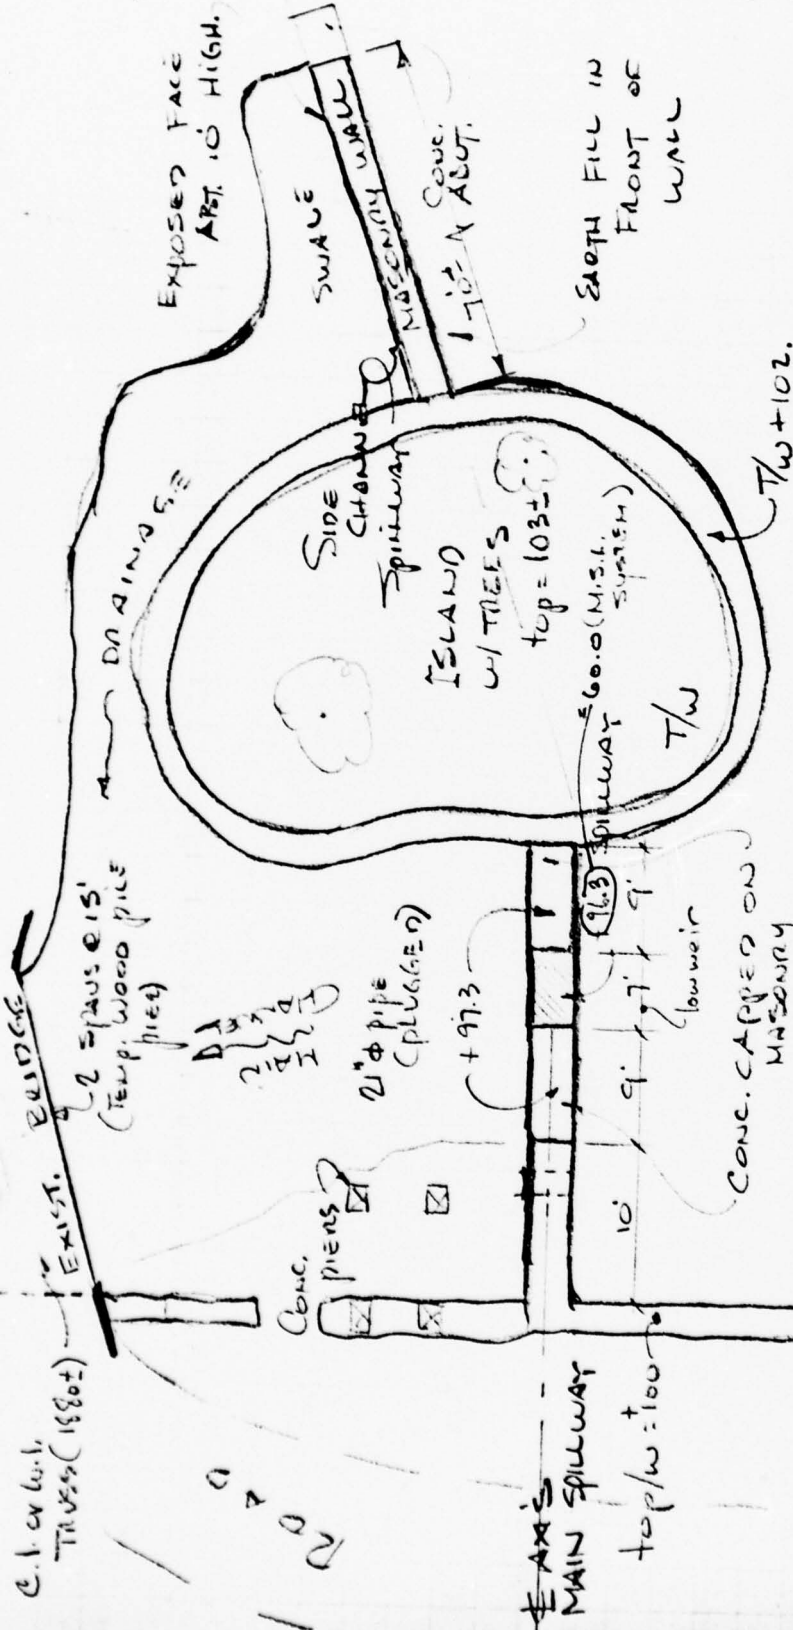 EXPOSED FACE
ABT. 10' HIGH.
SWALE
MASONRY WALL
CONC.
ABUT.
EARTH FILL IN
FRONT OF
WALL
DRAINAGE
SIDE
CHANNEL
SPILLWAY
ISLAND
W/ TREES
top = 103±
T/W + 102.
T/W
EXIST. BRIDGE
2 SPANS @ 15'
(TEMP. WOOD PILE
PIER)
21"φ PIPE
(PLUGGED)
+ 97.3
SPILLWAY
96.3
= 60.0 (M.S.L.
SYSTEM)
10'
9'
7'
9'
low weir
CONC. CAPPED ON
MASONRY
CONC.
PIERS
C.I. or W.I.
TRUSS (1880±)
ROAD
AXIS
MAIN SPILLWAY
top/w = ±100